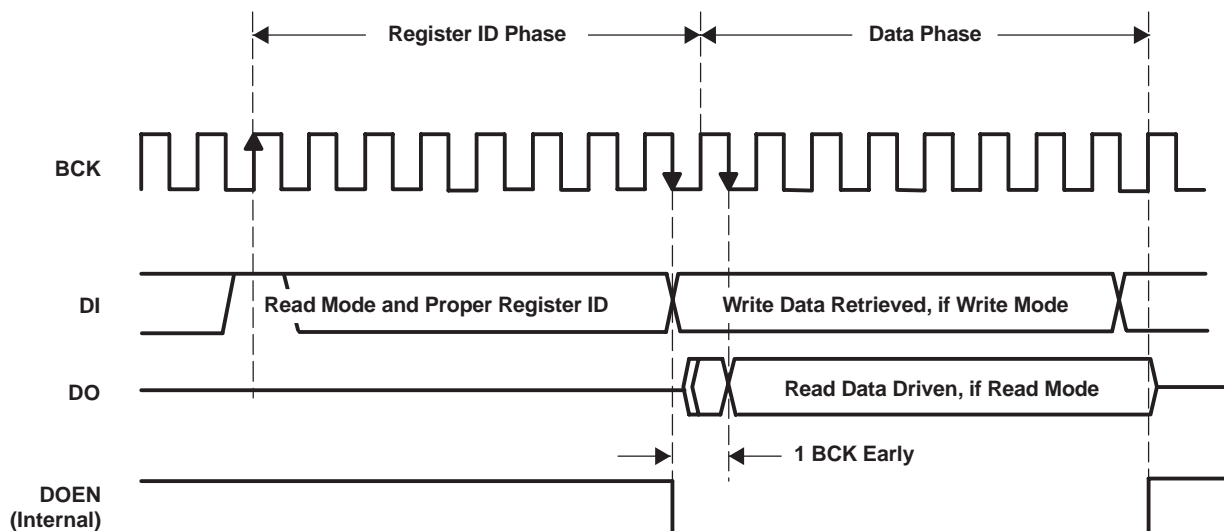 Register ID Phase
Data Phase
BCK
DI
Read Mode and Proper Register ID
Write Data Retrieved, if Write Mode
DO
Read Data Driven, if Read Mode
1 BCK Early
DOEN
(Internal)